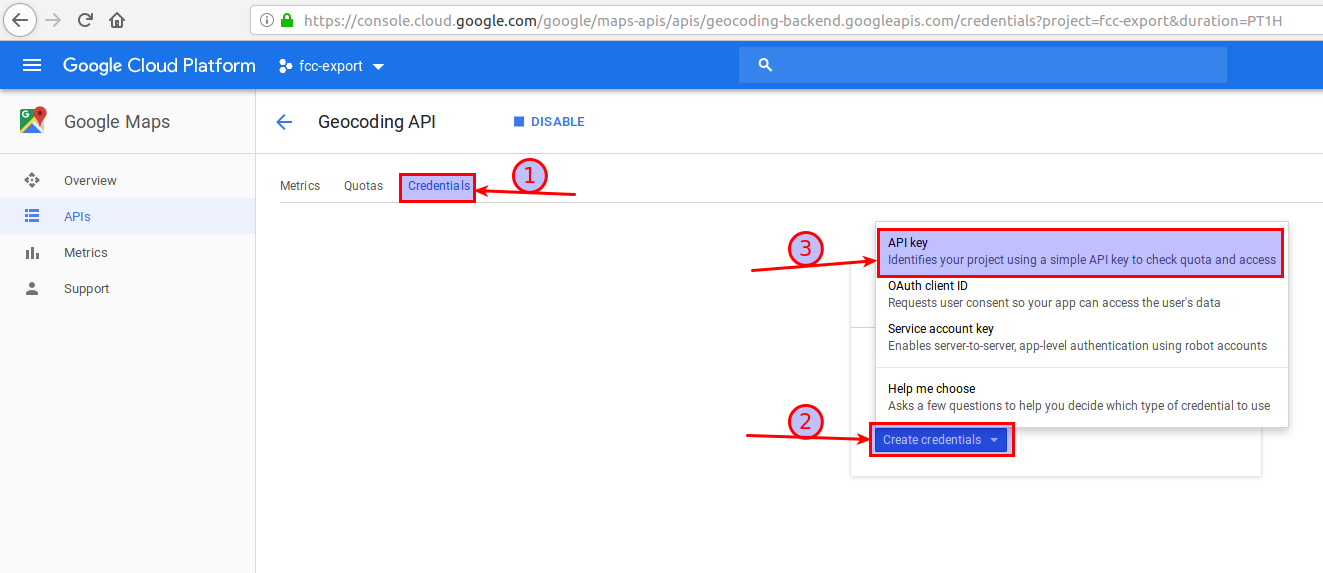 https://console.cloud.google.com/google/maps-apis/apis/geocoding-backend.googleapis.com/credentials?project=fcc-export&duration=PT1H
Google Cloud Platform fcc-export
Google Maps
Geocoding API DISABLE
Overview
APIs
Metrics
Support
Metrics Quotas Credentials
1
3
API key
Identifies your project using a simple API key to check quota and access
OAuth client ID
Requests user consent so your app can access the user's data
Service account key
Enables server-to-server, app-level authentication using robot accounts
Help me choose
Asks a few questions to help you decide which type of credential to use
2
Create credentials